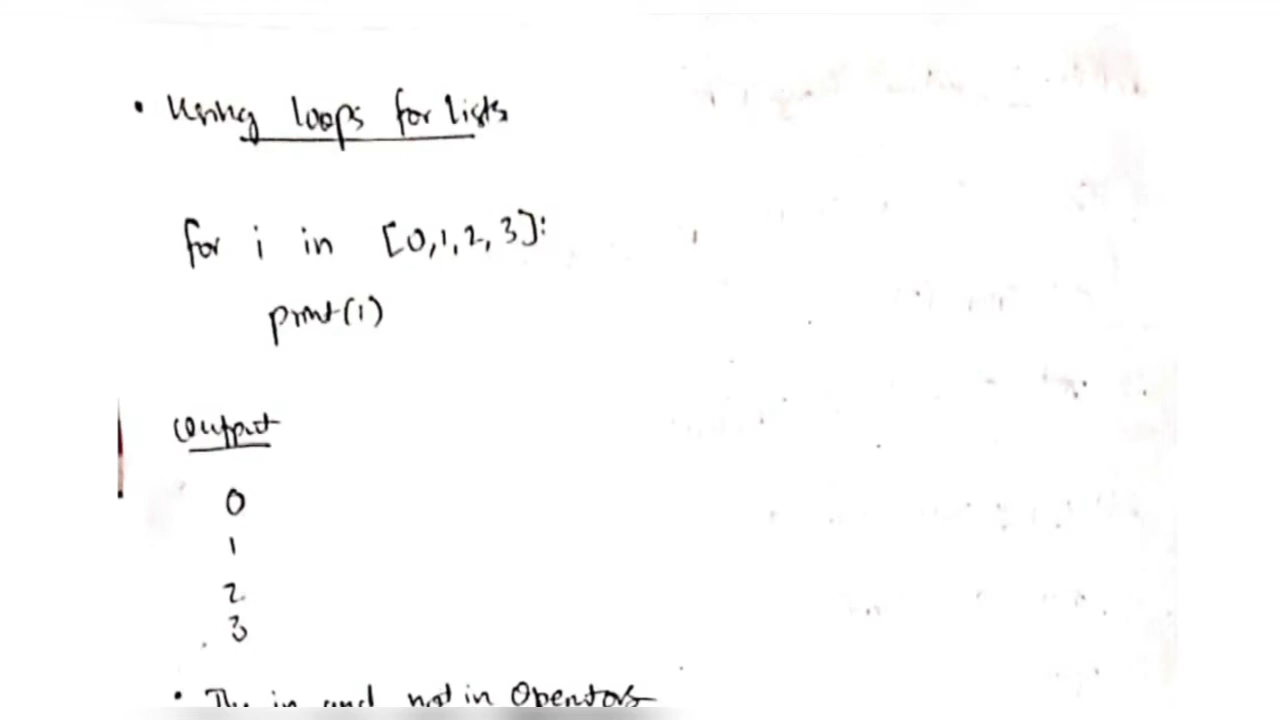 • Using loops for lists
for i in [0,1,2,3]:
print(i)
Output
0
1
2
3
• The in and not in Operators